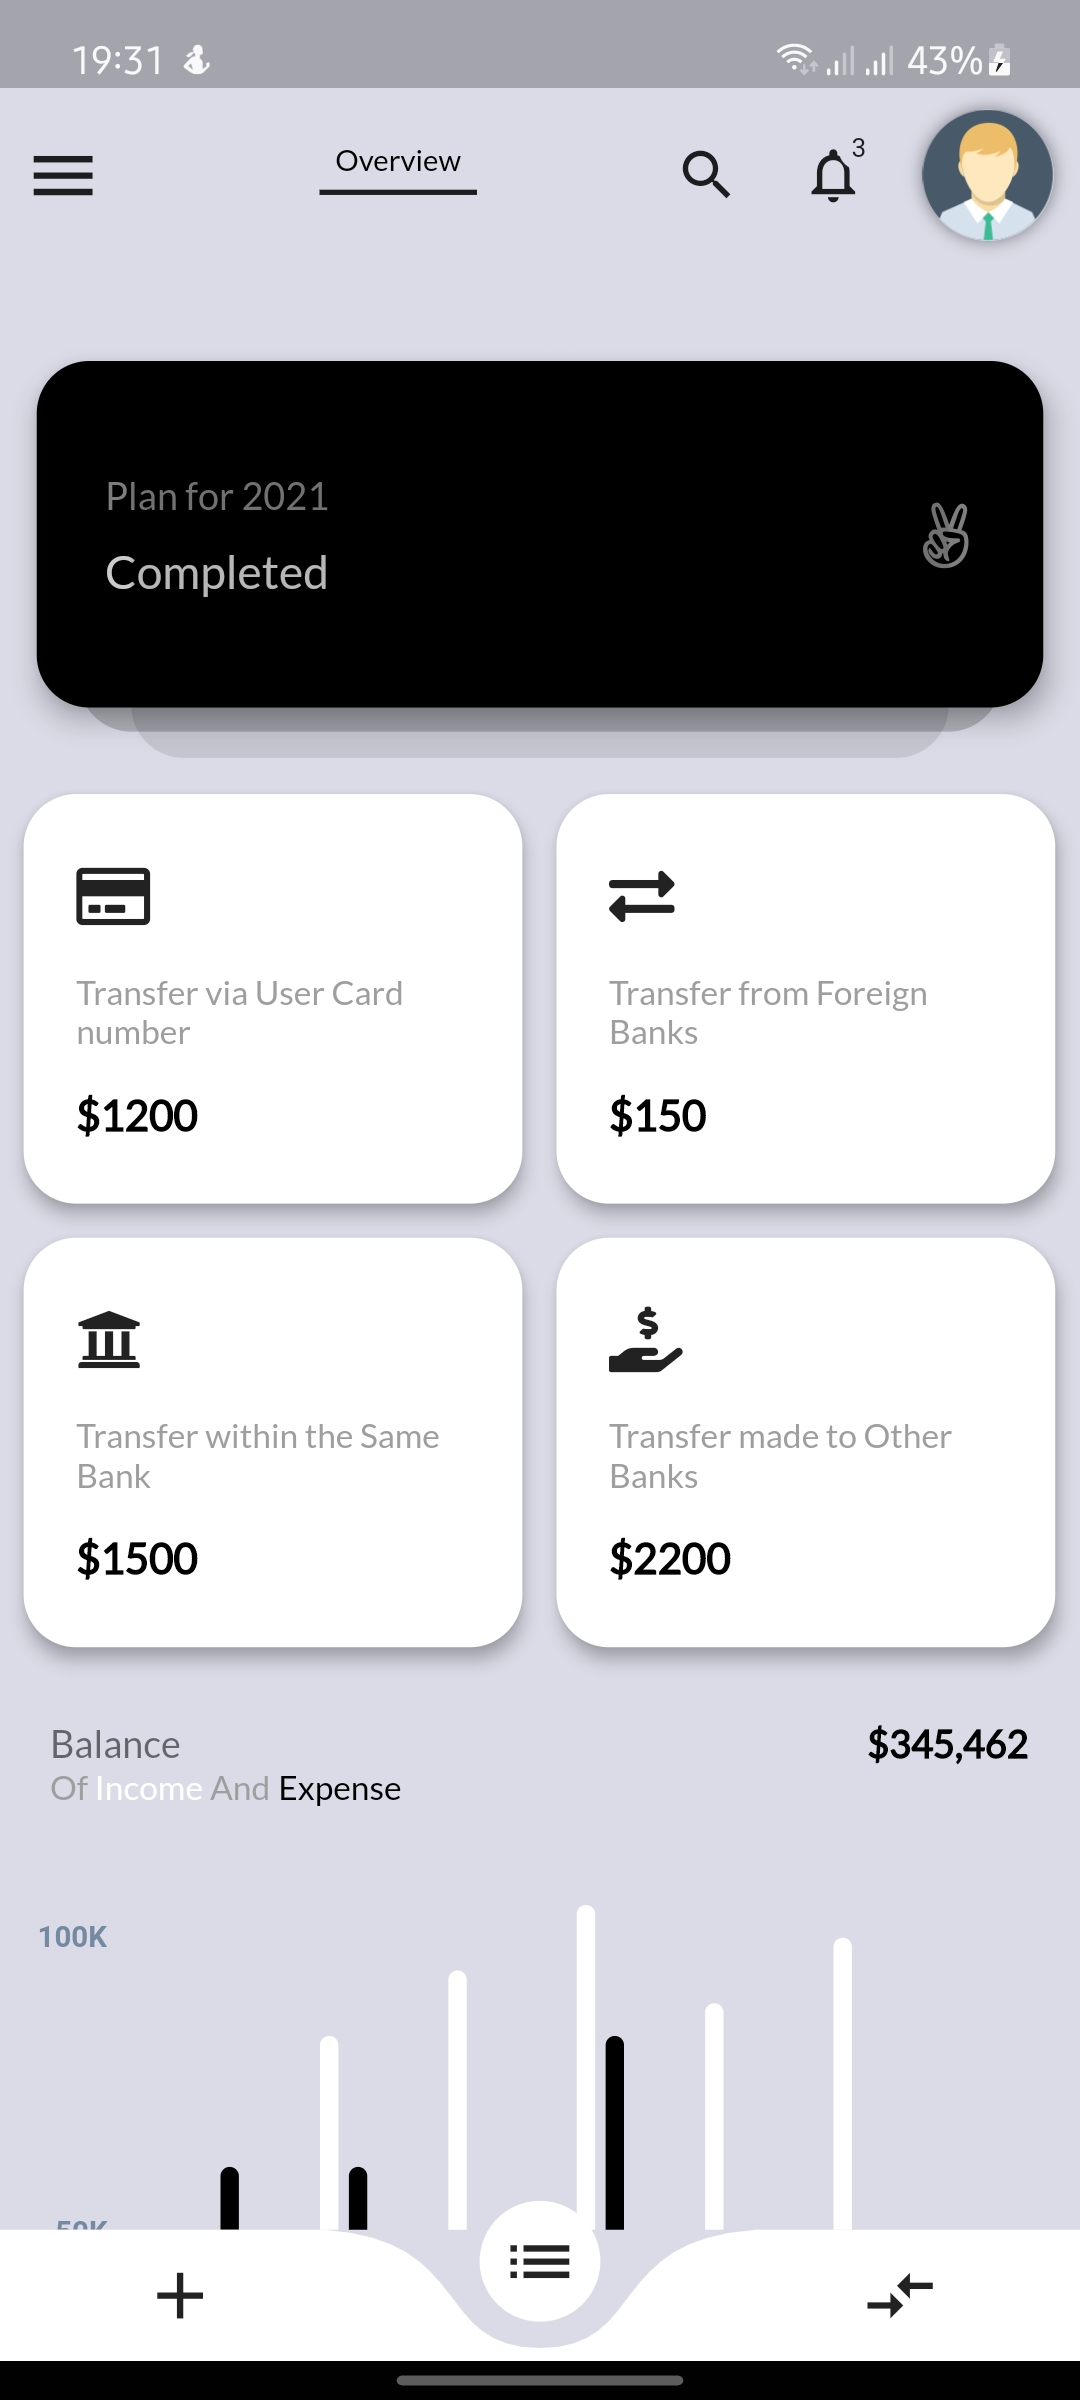 19:31 43%
Overview
3
Plan for 2021
Completed
Transfer via User Card
number
$1200
Transfer from Foreign
Banks
$150
Transfer within the Same
Bank
$1500
Transfer made to Other
Banks
$2200
Balance
$345,462
Of Income And Expense
100K
50K